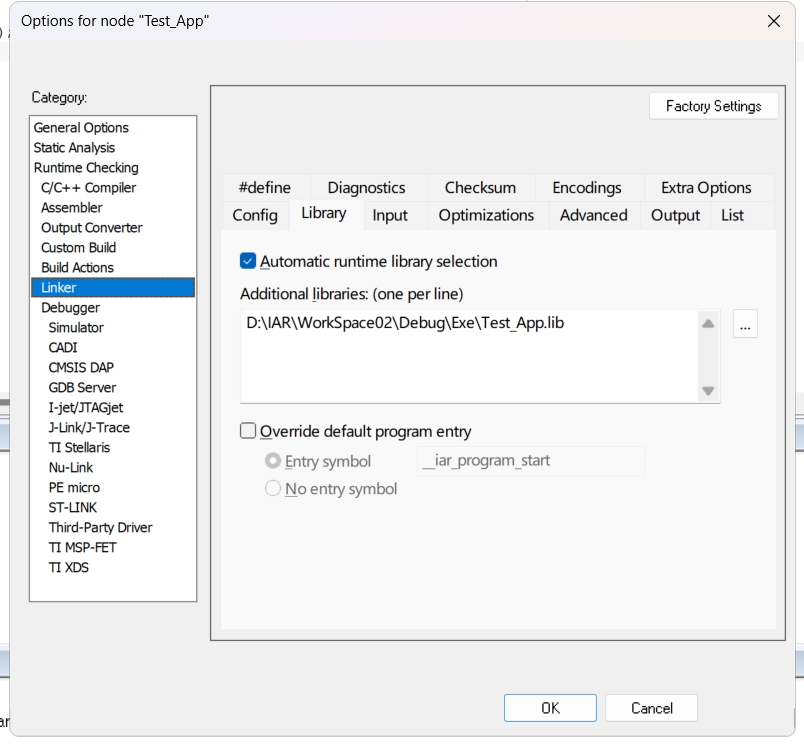 Options for node "Test_App"
Category:
Factory Settings
General Options
Static Analysis
Runtime Checking
C/C++ Compiler
Assembler
Output Converter
Custom Build
Build Actions
Linker
Debugger
Simulator
CADI
CMSIS DAP
GDB Server
I-jet/JTAGjet
J-Link/J-Trace
TI Stellaris
Nu-Link
PE micro
ST-LINK
Third-Party Driver
TI MSP-FET
TI XDS
#define Diagnostics Checksum Encodings Extra Options
Config Library Input Optimizations Advanced Output List
Automatic runtime library selection
Additional libraries: (one per line)
D:\IAR\WorkSpace02\Debug\Exe\Test_App.lib
...
Override default program entry
Entry symbol __iar_program_start
No entry symbol
OK Cancel